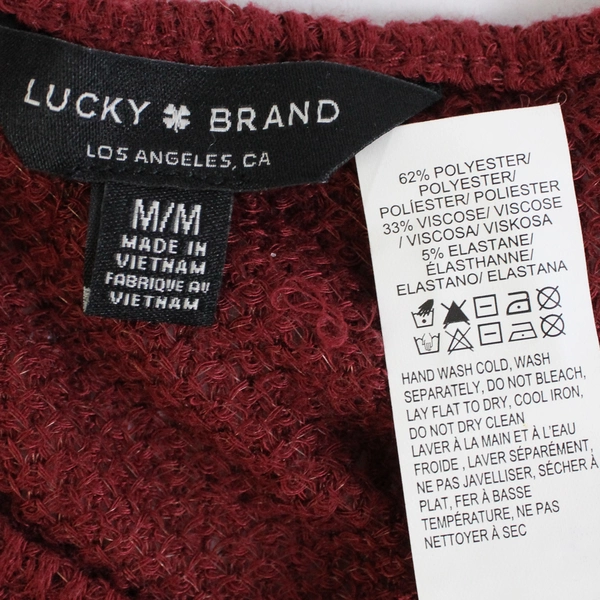 LUCKY BRAND
LOS ANGELES, CA
M/M
MADE IN
VIETNAM
FABRIQUE AU
VIETNAM
62% POLYESTER/
POLYESTER/
POLÍESTER/ POLIESTER
33% VISCOSE/ VISCOSE
/ VISCOSA/ VISKOSA
5% ELASTANE/
ÉLASTHANNE/
ELASTANO/ ELASTANA
HAND WASH COLD, WASH
SEPARATELY, DO NOT BLEACH,
LAY FLAT TO DRY, COOL IRON,
DO NOT DRY CLEAN
LAVER À LA MAIN ET À L'EAU
FROIDE , LAVER SÉPARÉMENT,
NE PAS JAVELLISER, SÉCHER À
PLAT, FER À BASSE
TEMPÉRATURE, NE PAS
NETTOYER À SEC